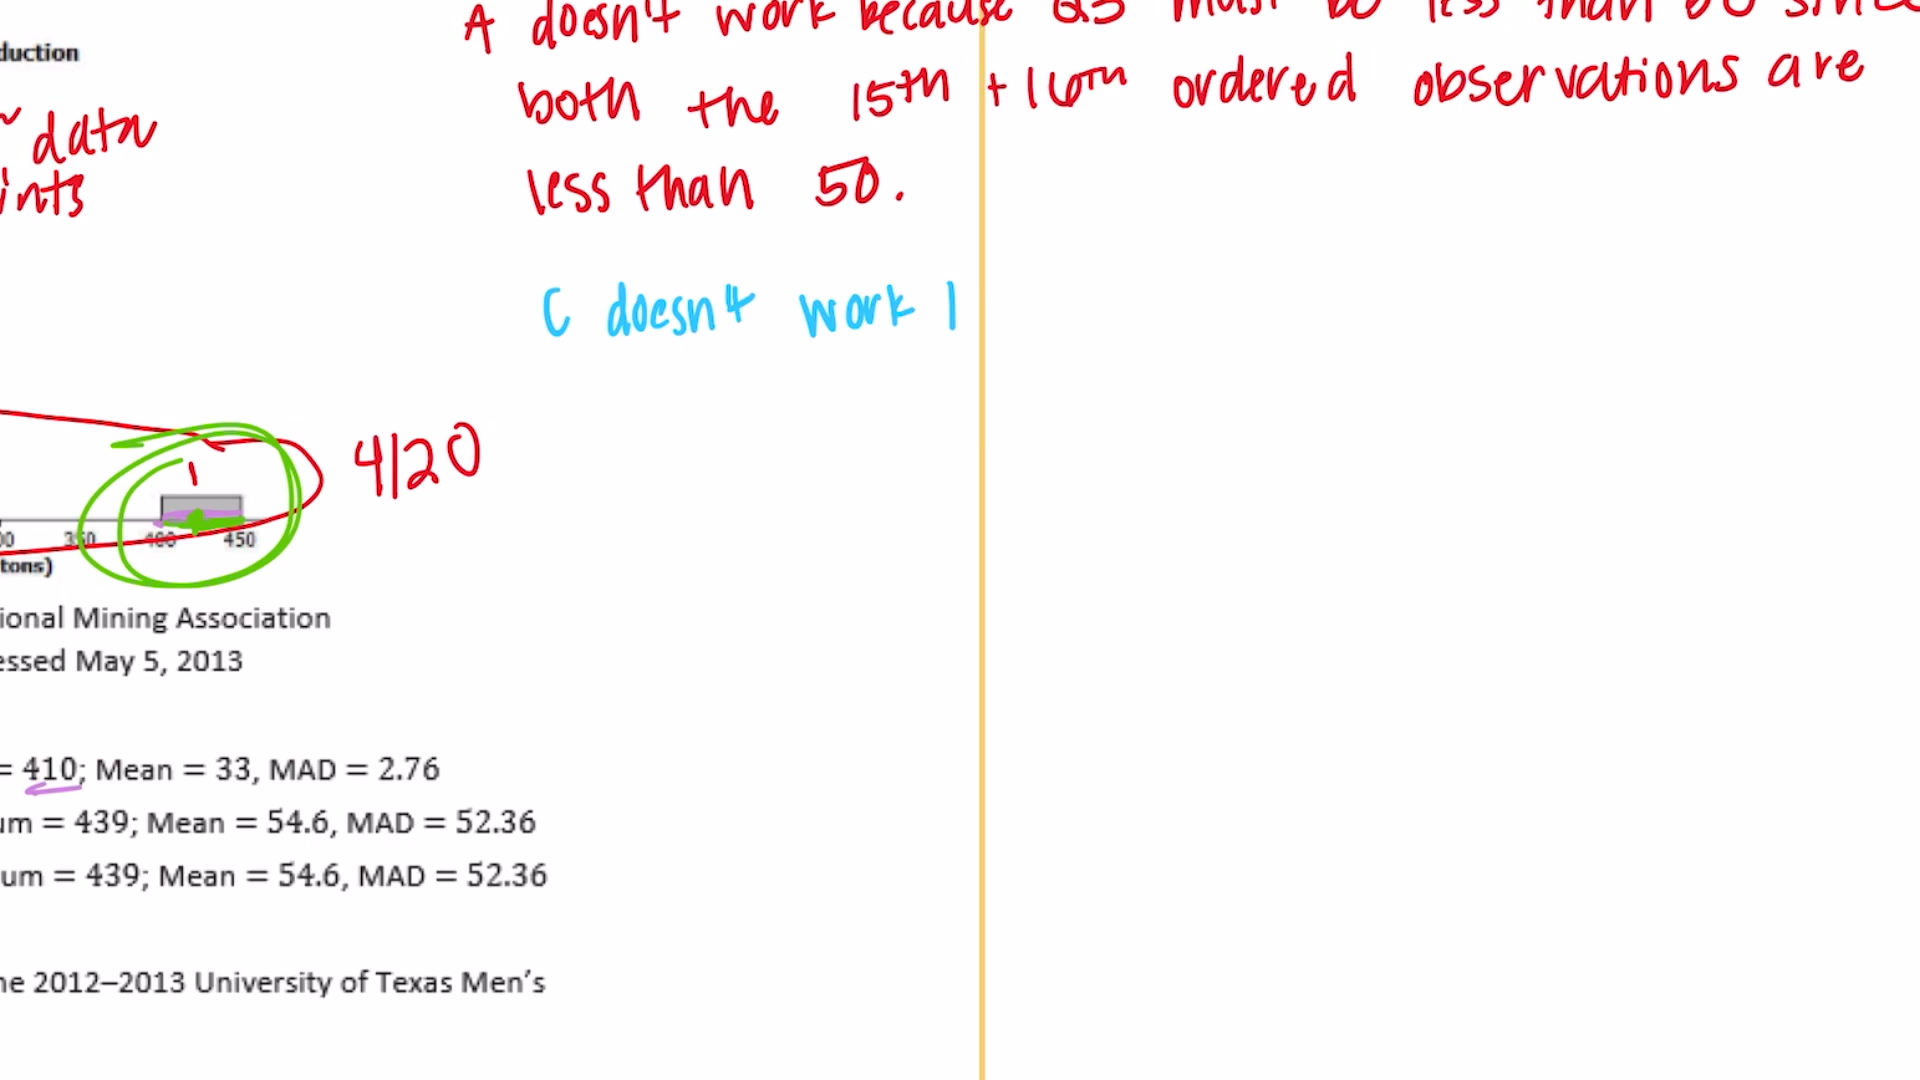 A doesn't work because Q3 must be less than 50 since
both the 15th + 16th ordered observations are
less than 50.
duction
data
ints
C doesn't work
4/20
350 400 450
tons)
ional Mining Association
essed May 5, 2013
= 410; Mean = 33, MAD = 2.76
um = 439; Mean = 54.6, MAD = 52.36
um = 439; Mean = 54.6, MAD = 52.36
ne 2012–2013 University of Texas Men's